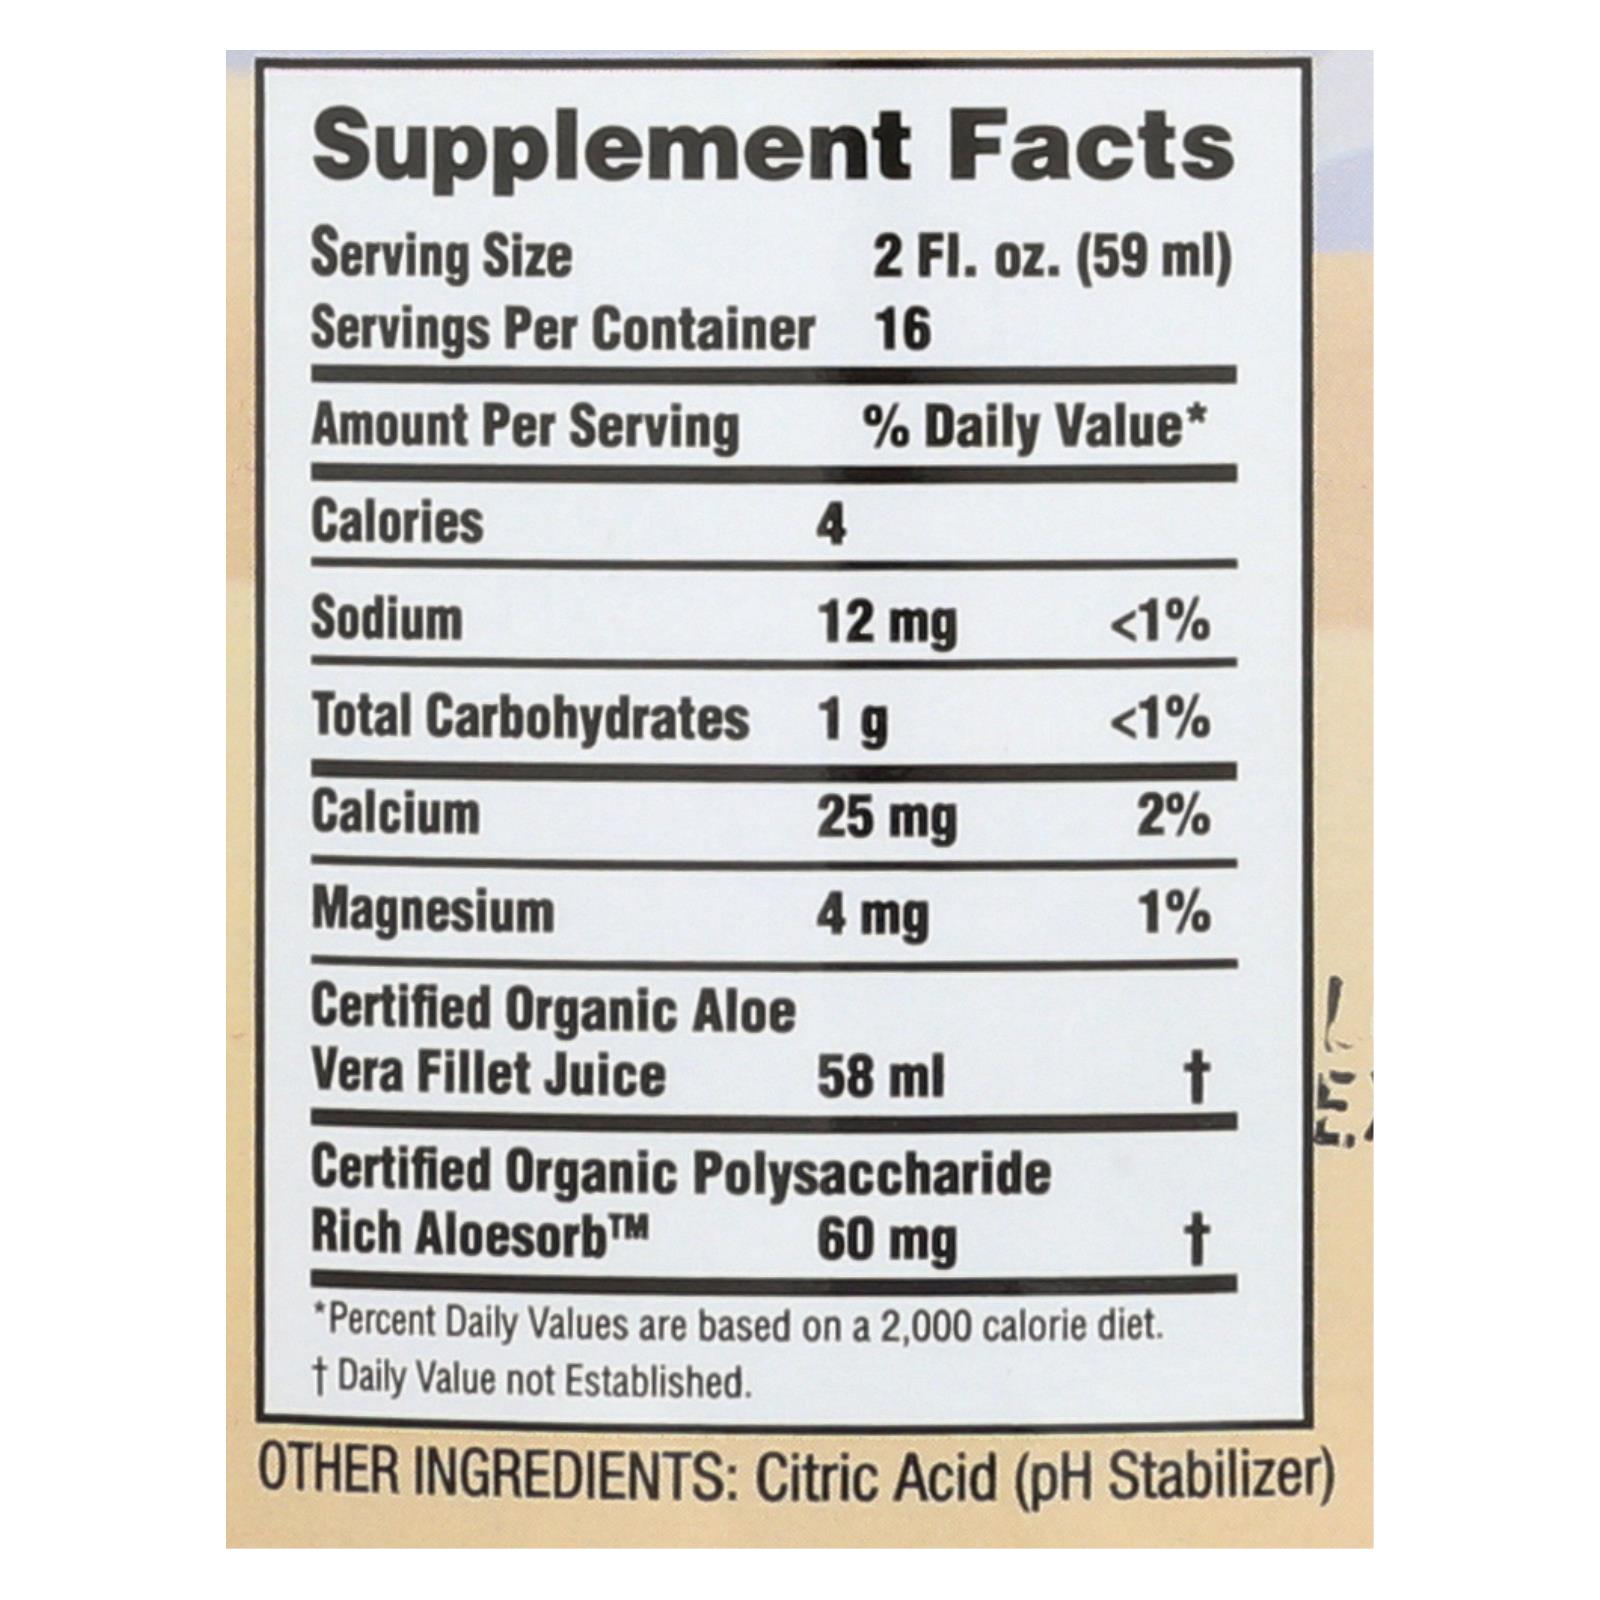 Supplement Facts
Serving Size 2 Fl. oz. (59 ml)
Servings Per Container 16
Amount Per Serving % Daily Value*
Calories 4
Sodium 12 mg <1%
Total Carbohydrates 1 g <1%
Calcium 25 mg 2%
Magnesium 4 mg 1%
Certified Organic Aloe
Vera Fillet Juice 58 ml †
Certified Organic Polysaccharide
Rich Aloesorb™ 60 mg †
*Percent Daily Values are based on a 2,000 calorie diet.
† Daily Value not Established.
OTHER INGREDIENTS: Citric Acid (pH Stabilizer)